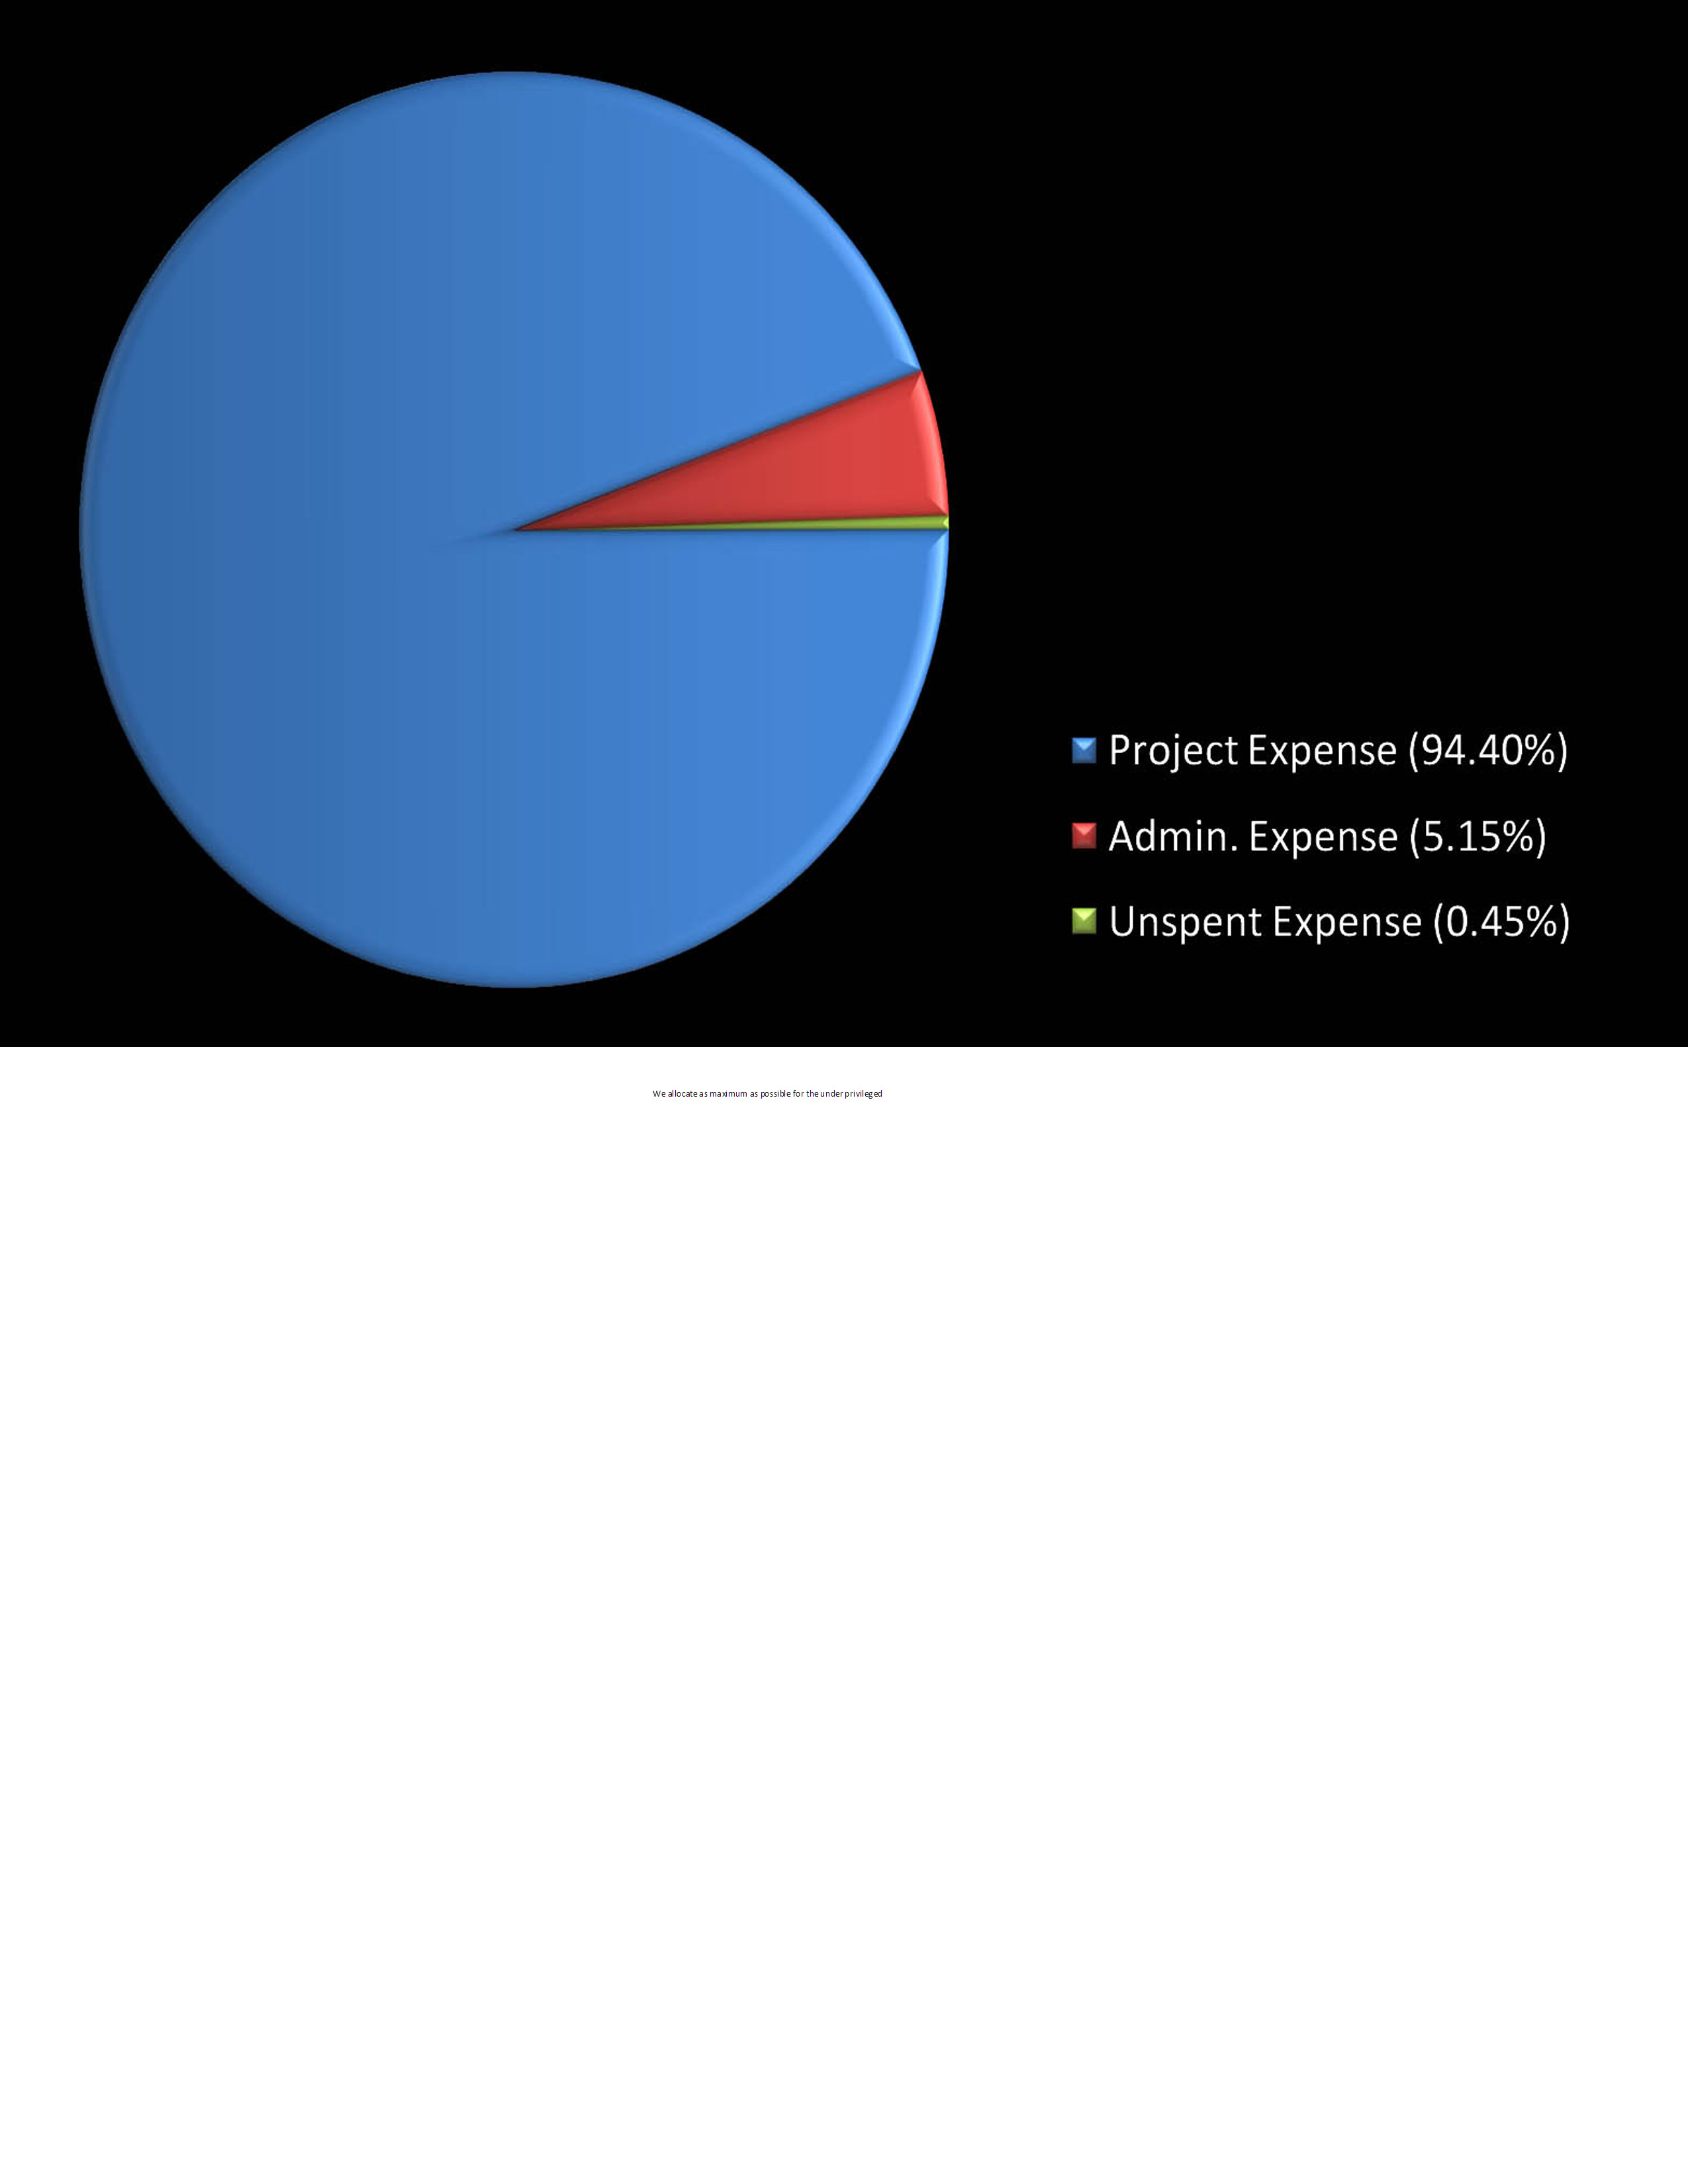 Project Expense (94.40%)
Admin. Expense (5.15%)
Unspent Expense (0.45%)
We allocate as maximum as possible for the under privileged